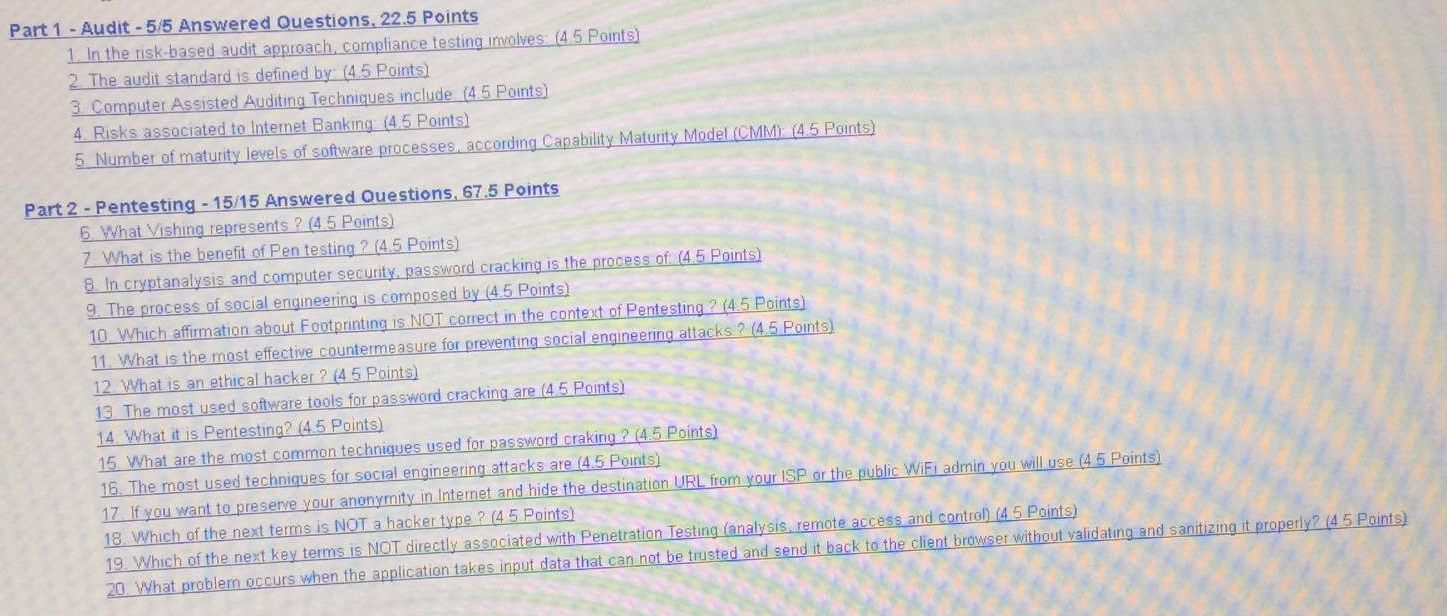 Part 1 - Audit - 5/5 Answered Questions, 22.5 Points
1. In the risk-based audit approach, compliance testing involves: (4.5 Points)
2. The audit standard is defined by: (4.5 Points)
3. Computer Assisted Auditing Techniques include: (4.5 Points)
4. Risks associated to Internet Banking: (4.5 Points)
5. Number of maturity levels of software processes, according Capability Maturity Model (CMM): (4.5 Points)
Part 2 - Pentesting - 15/15 Answered Questions, 67.5 Points
6. What Vishing represents ? (4.5 Points)
7. What is the benefit of Pen testing ? (4.5 Points)
8. In cryptanalysis and computer security, password cracking is the process of: (4.5 Points)
9. The process of social engineering is composed by (4.5 Points)
10. Which affirmation about Footprinting is NOT correct in the context of Pentesting ? (4.5 Points)
11. What is the most effective countermeasure for preventing social engineering attacks ? (4.5 Points)
12. What is an ethical hacker ? (4.5 Points)
13. The most used software tools for password cracking are (4.5 Points)
14. What it is Pentesting? (4.5 Points)
15. What are the most common techniques used for password craking ? (4.5 Points)
16. The most used techniques for social engineering attacks are (4.5 Points)
17. If you want to preserve your anonymity in Internet and hide the destination URL from your ISP or the public WiFi admin you will use (4.5 Points)
18. Which of the next terms is NOT a hacker type ? (4.5 Points)
19. Which of the next key terms is NOT directly associated with Penetration Testing (analysis, remote access and control) (4.5 Points)
20. What problem occurs when the application takes input data that can not be trusted and send it back to the client browser without validating and sanitizing it properly? (4.5 Points)